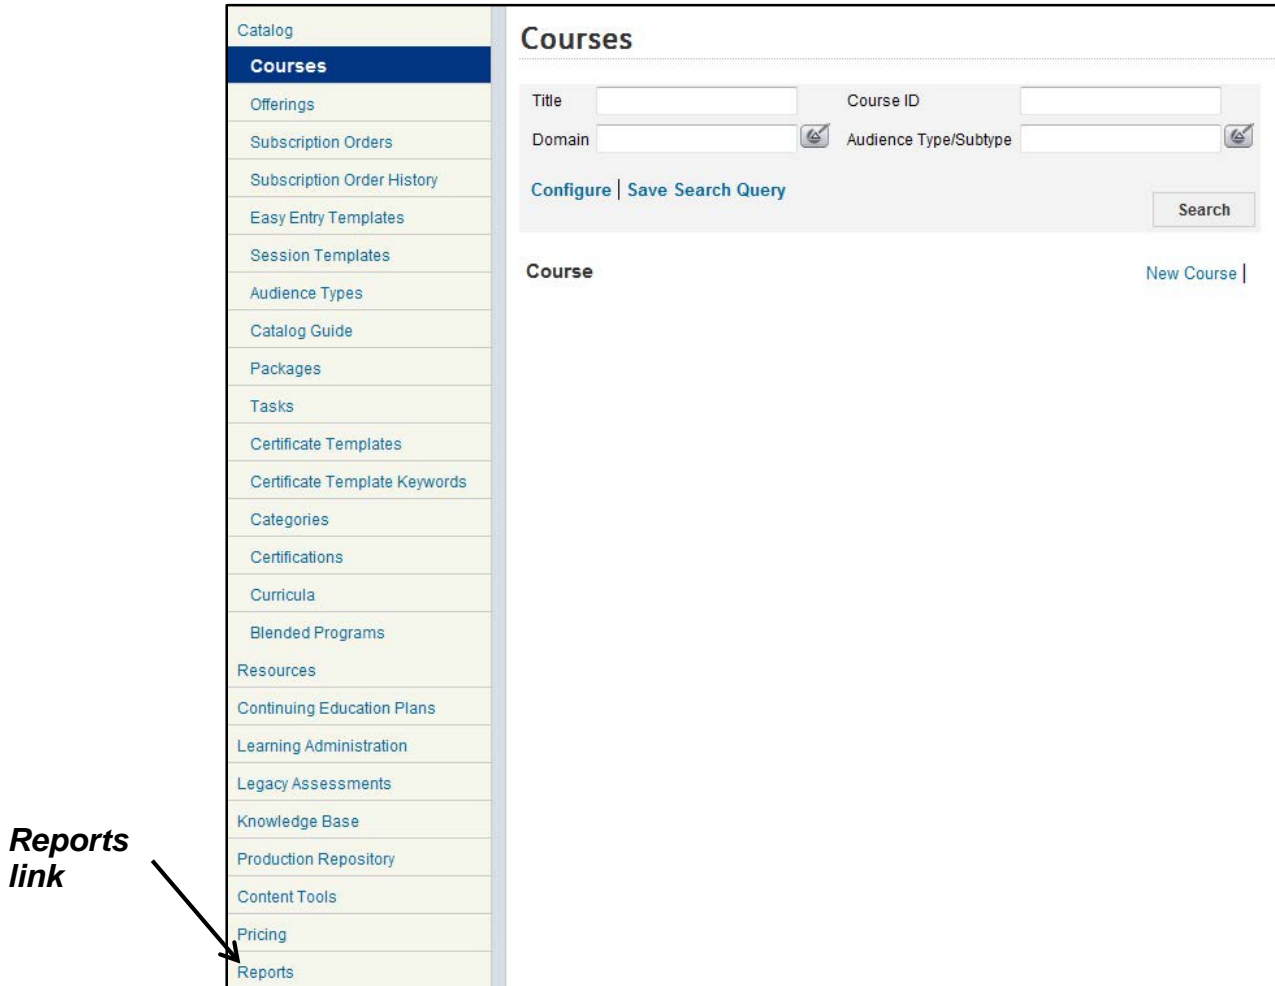 Catalog
Courses
Offerings
Subscription Orders
Subscription Order History
Easy Entry Templates
Session Templates
Audience Types
Catalog Guide
Packages
Tasks
Certificate Templates
Certificate Template Keywords
Categories
Certifications
Curricula
Blended Programs
Resources
Continuing Education Plans
Learning Administration
Legacy Assessments
Knowledge Base
Production Repository
Content Tools
Pricing
Reports
Reports
link
Courses
Title Course ID
Domain Audience Type/Subtype
Configure | Save Search Query
Search
Course New Course |